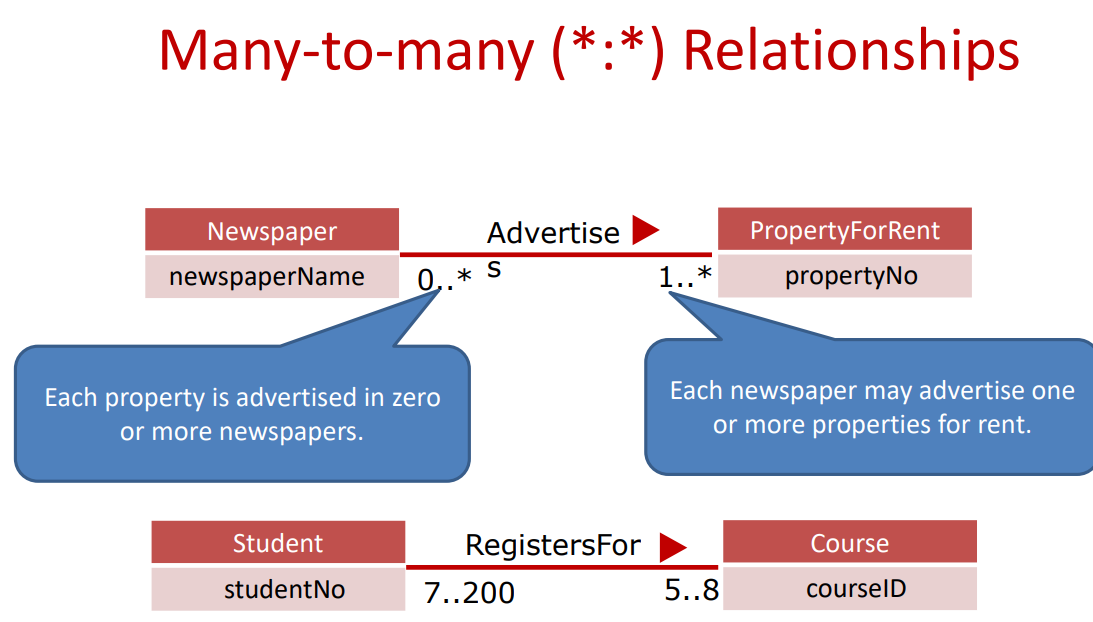 Many-to-many (*:*) Relationships
Newspaper
Advertise
s
PropertyForRent
newspaperName
0..*
1..*
propertyNo
Each property is advertised in zero
or more newspapers.
Each newspaper may advertise one
or more properties for rent.
Student
RegistersFor
Course
studentNo
7..200
5..8
courseID